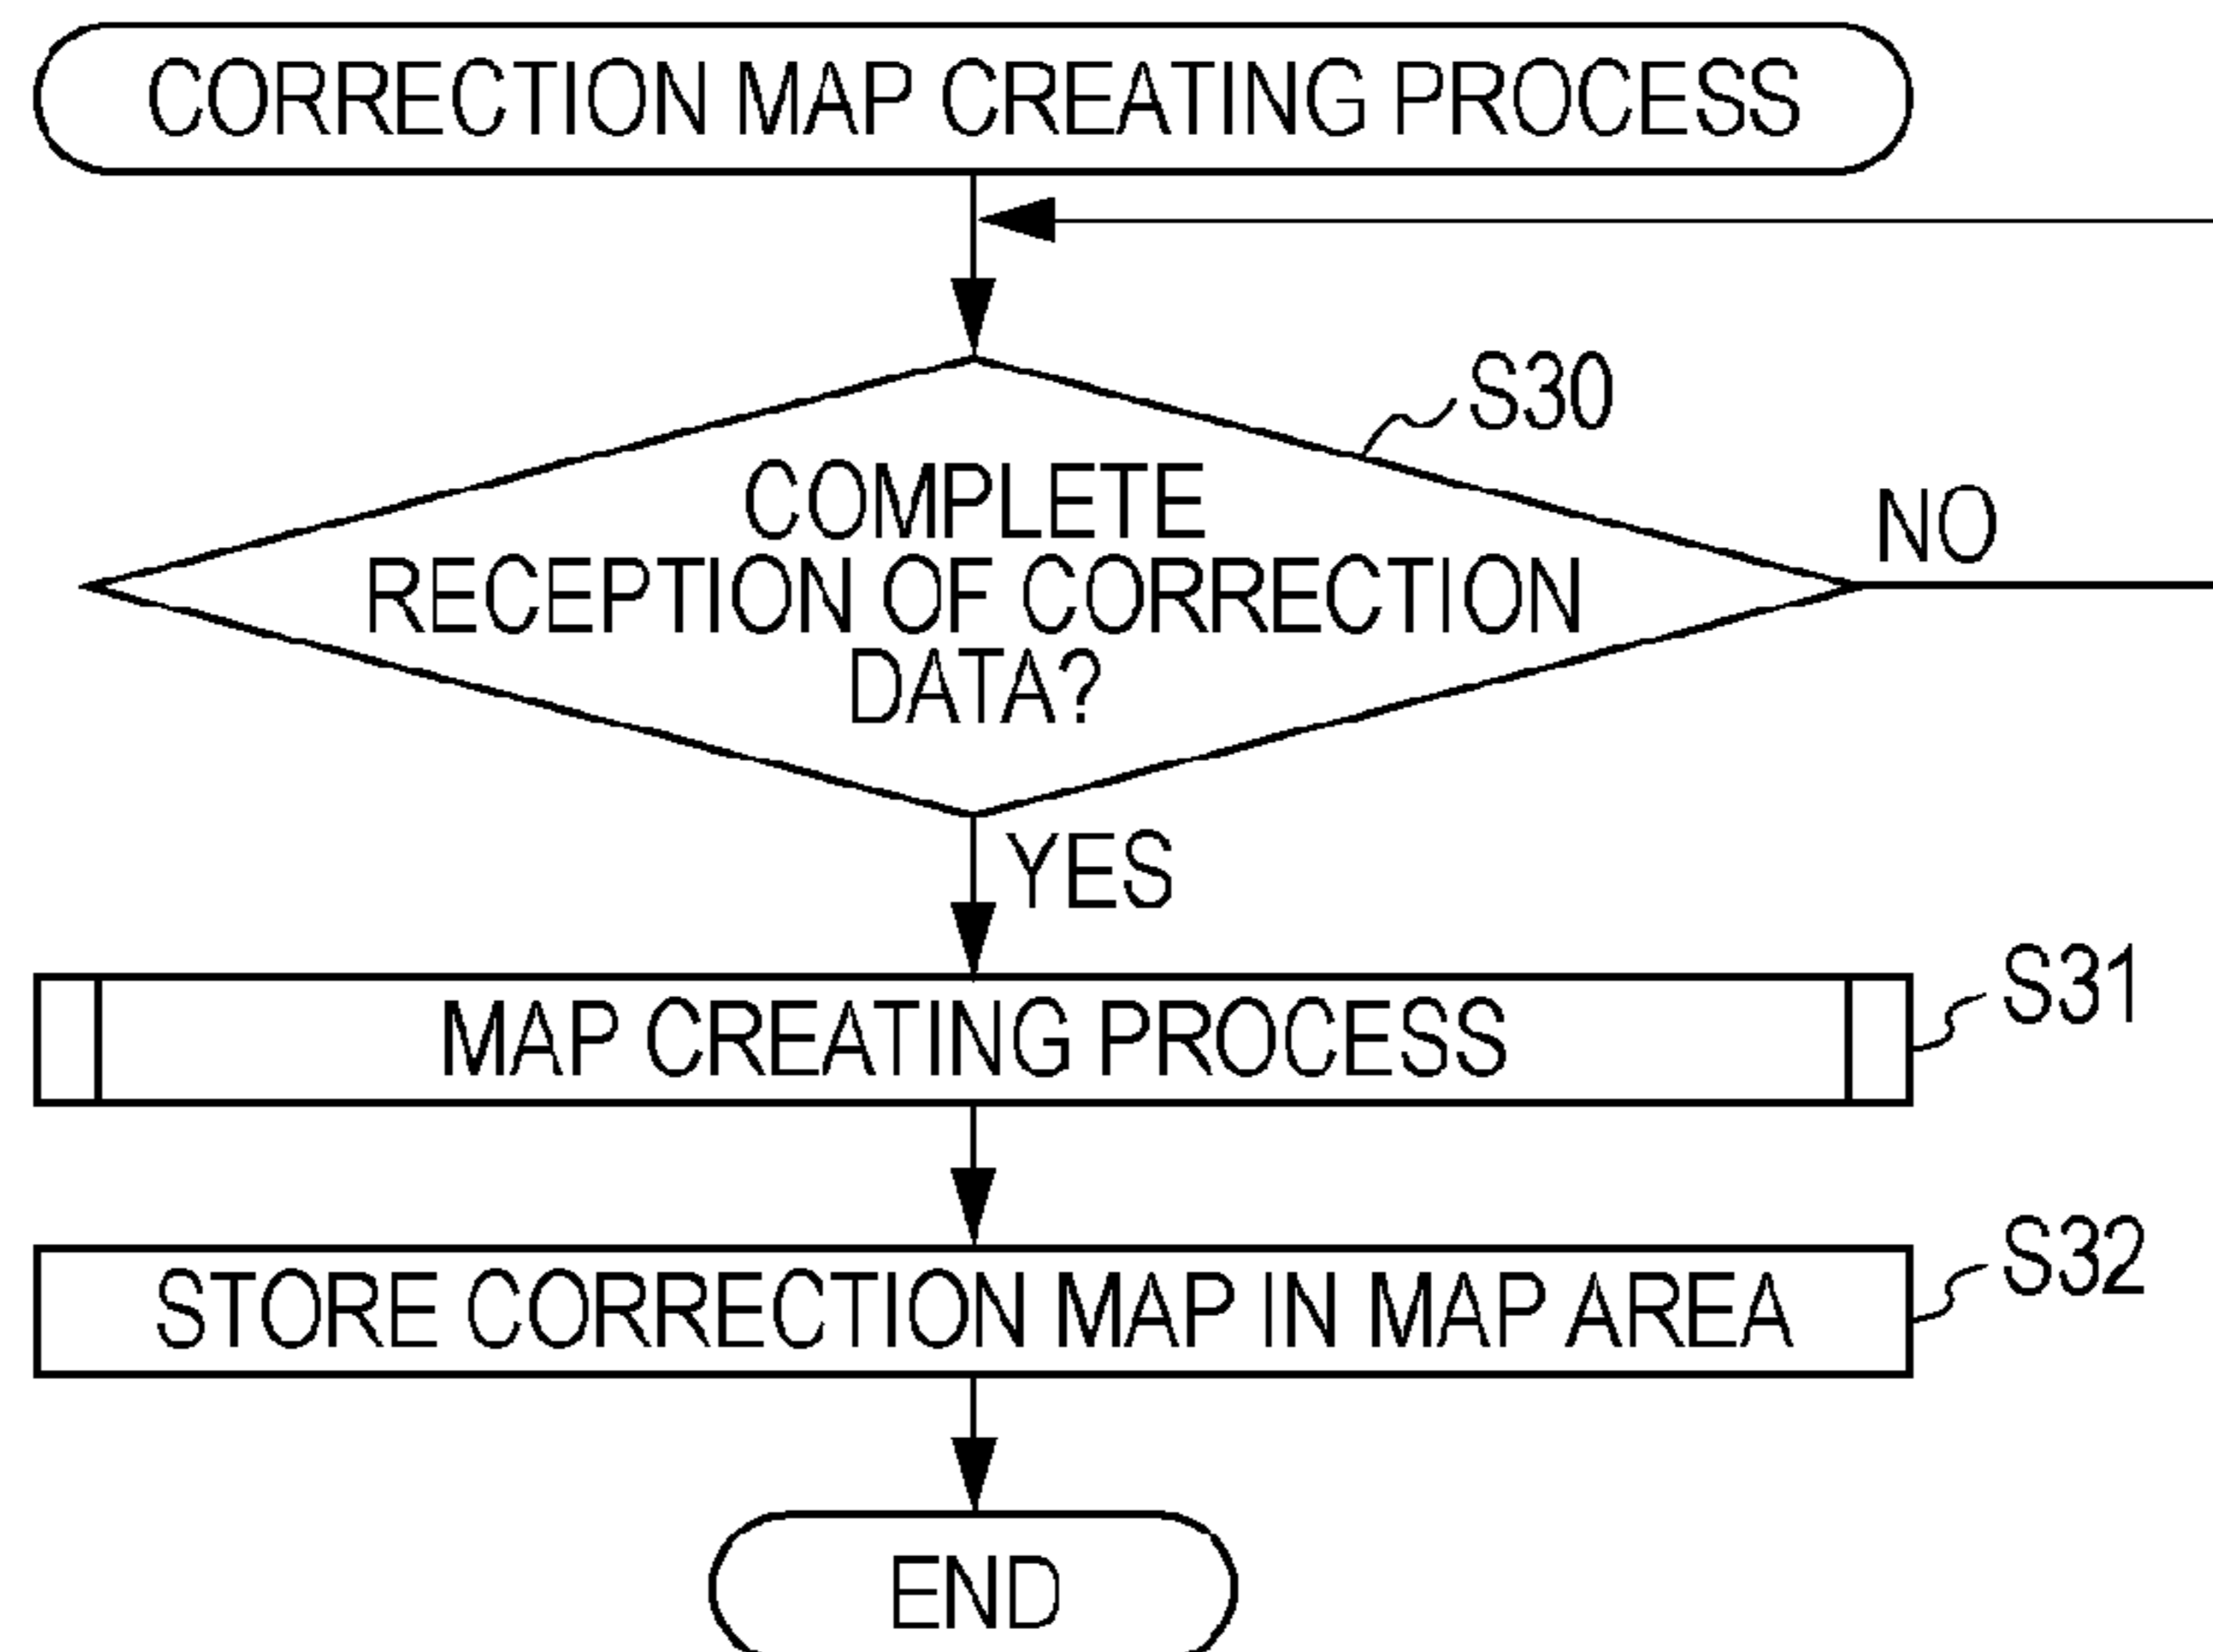 CORRECTION MAP CREATING PROCESS
S30
COMPLETE
RECEPTION OF CORRECTION
DATA?
NO
YES
MAP CREATING PROCESS
S31
STORE CORRECTION MAP IN MAP AREA
S32
END